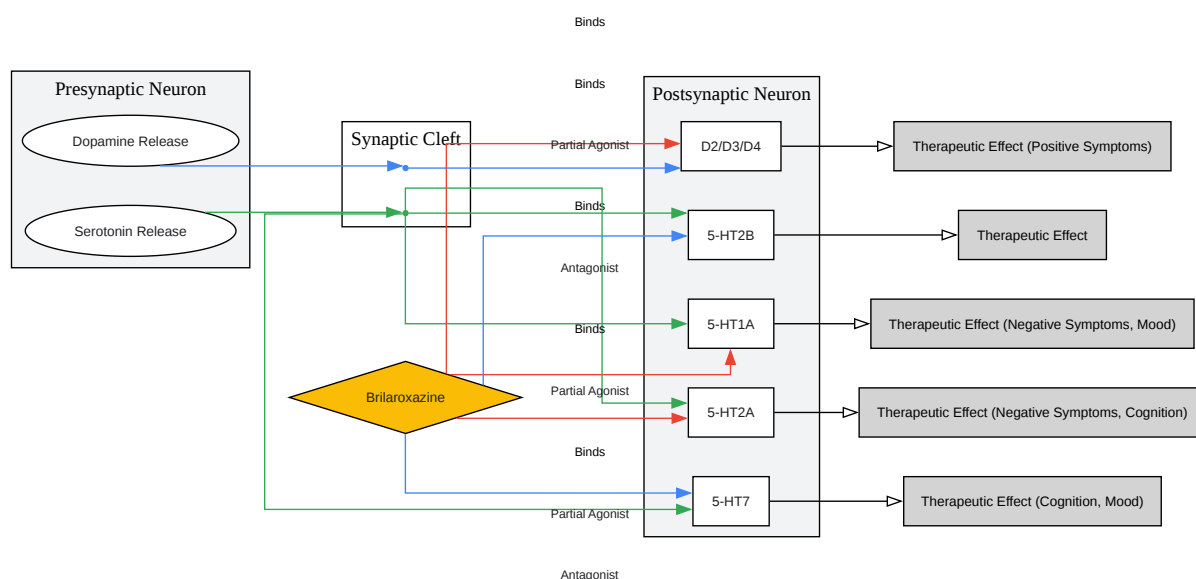 Binds
Binds
Presynaptic Neuron
Postsynaptic Neuron
Dopamine Release
Synaptic Cleft
Partial Agonist
D2/D3/D4
Therapeutic Effect (Positive Symptoms)
Binds
Serotonin Release
5-HT2B
Therapeutic Effect
Antagonist
Binds
5-HT1A
Therapeutic Effect (Negative Symptoms, Mood)
Brilaroxazine
Partial Agonist
5-HT2A
Therapeutic Effect (Negative Symptoms, Cognition)
Binds
5-HT7
Therapeutic Effect (Cognition, Mood)
Partial Agonist
Antagonist